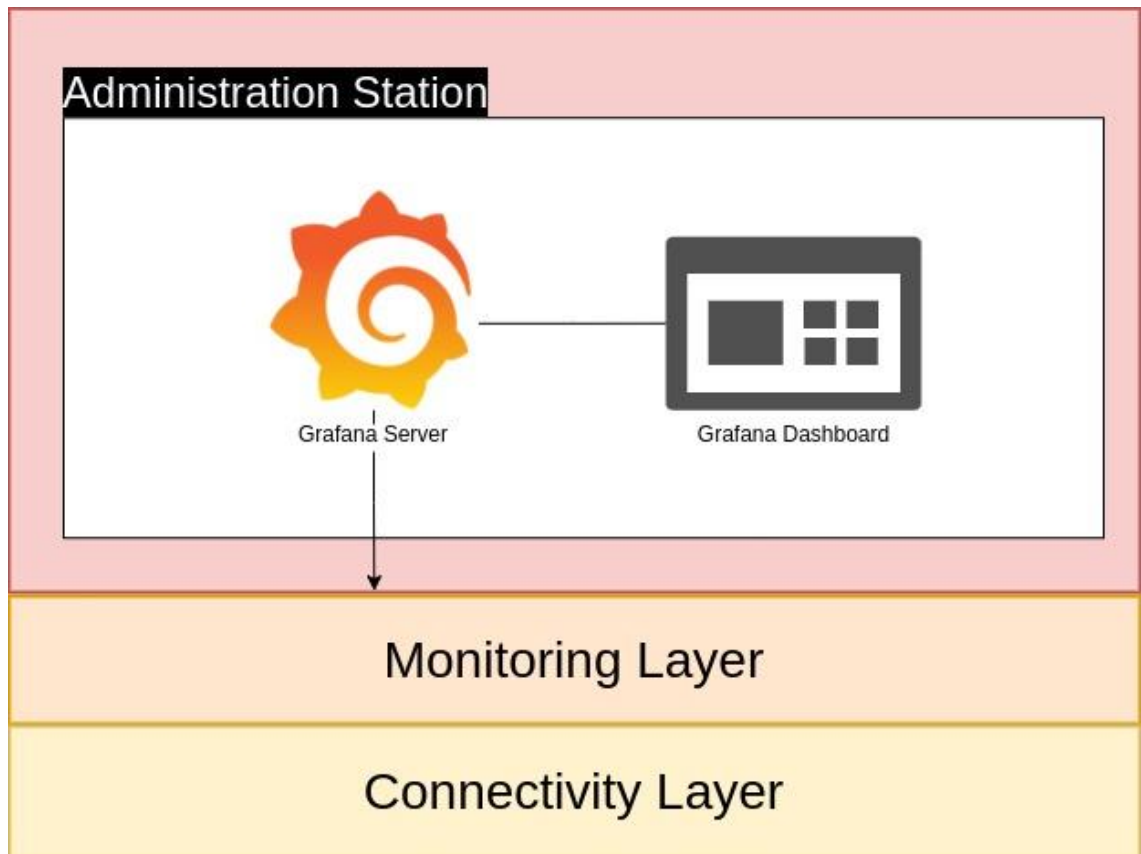 Administration Station
Grafana Server
Grafana Dashboard
Monitoring Layer
Connectivity Layer